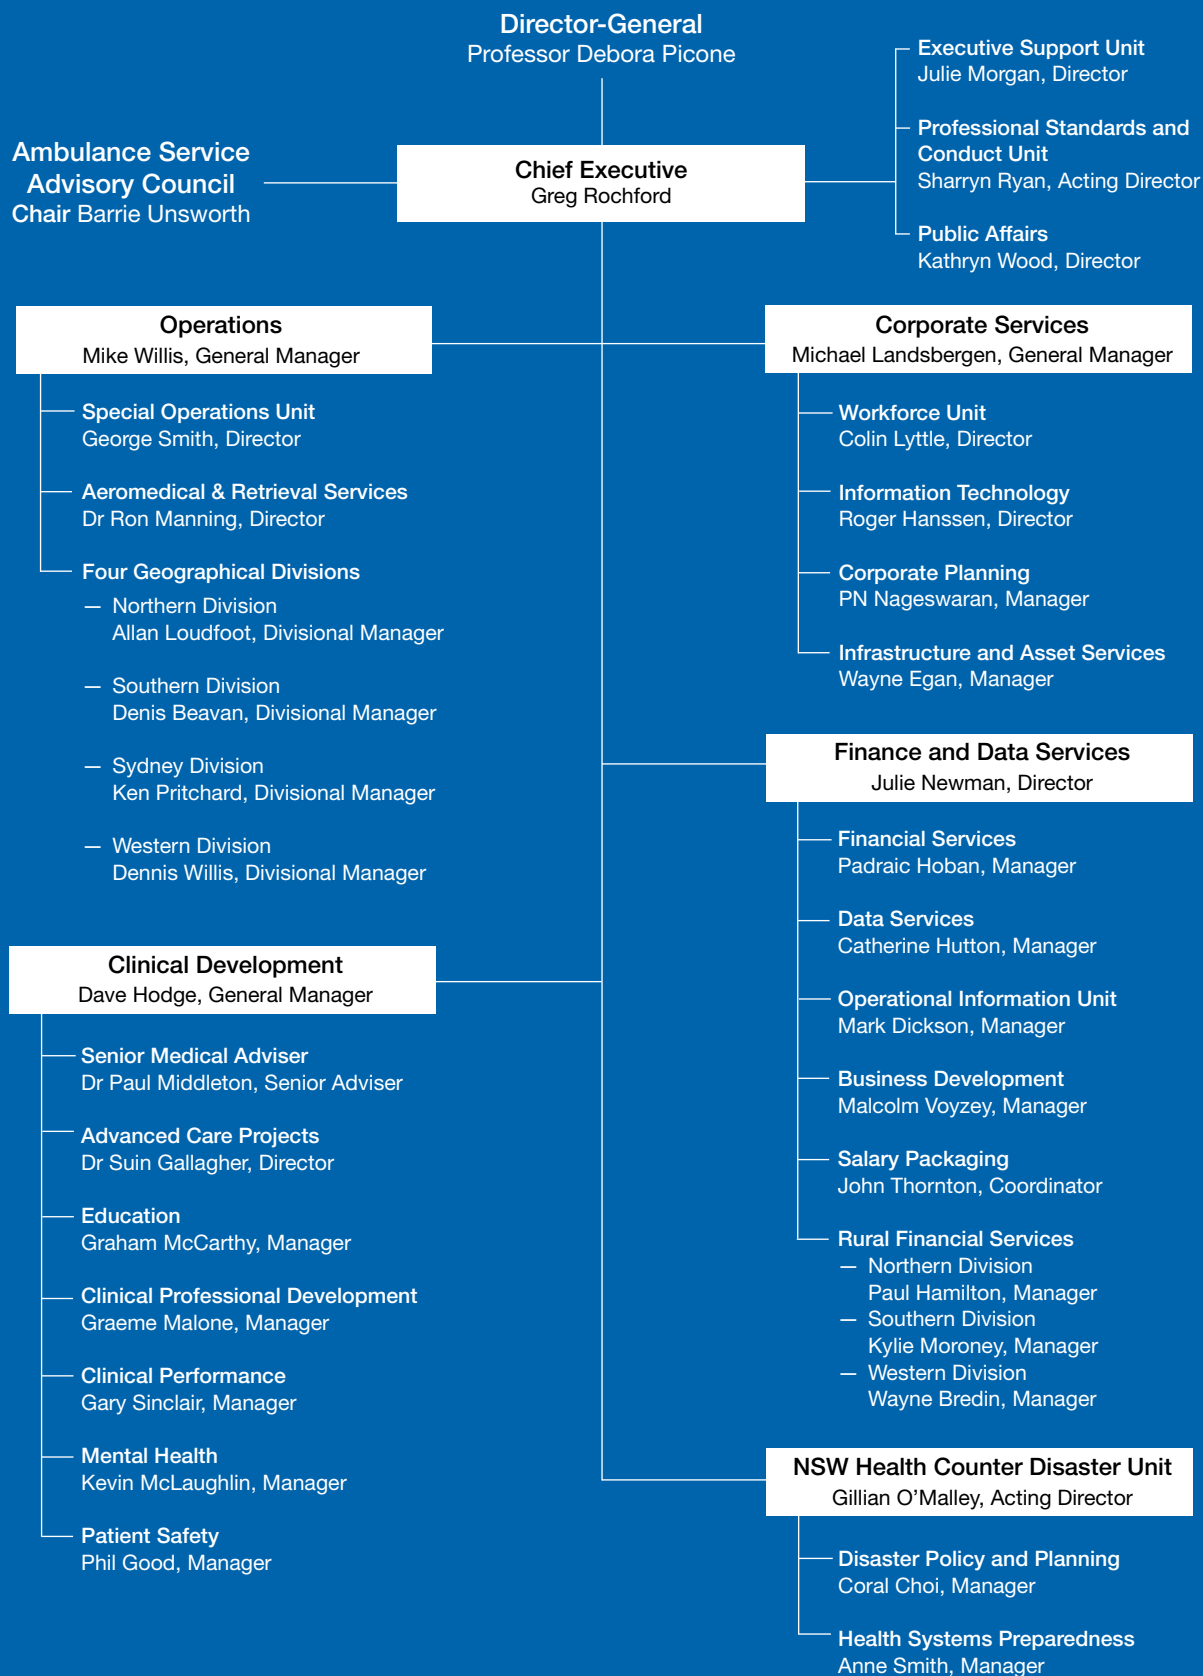 Director-General
Professor Debora Picone
Executive Support Unit
Julie Morgan, Director
Professional Standards and
Conduct Unit
Sharryn Ryan, Acting Director
Public Affairs
Kathryn Wood, Director
Ambulance Service
Advisory Council
Chair Barrie Unsworth
Chief Executive
Greg Rochford
Operations
Mike Willis, General Manager
Special Operations Unit
George Smith, Director
Aeromedical & Retrieval Services
Dr Ron Manning, Director
Four Geographical Divisions
— Northern Division
Allan Loudfoot, Divisional Manager
— Southern Division
Denis Beavan, Divisional Manager
— Sydney Division
Ken Pritchard, Divisional Manager
— Western Division
Dennis Willis, Divisional Manager
Clinical Development
Dave Hodge, General Manager
Senior Medical Adviser
Dr Paul Middleton, Senior Adviser
Advanced Care Projects
Dr Suin Gallagher, Director
Education
Graham McCarthy, Manager
Clinical Professional Development
Graeme Malone, Manager
Clinical Performance
Gary Sinclair, Manager
Mental Health
Kevin McLaughlin, Manager
Patient Safety
Phil Good, Manager
Corporate Services
Michael Landsbergen, General Manager
Workforce Unit
Colin Lyttle, Director
Information Technology
Roger Hanssen, Director
Corporate Planning
PN Nageswaran, Manager
Infrastructure and Asset Services
Wayne Egan, Manager
Finance and Data Services
Julie Newman, Director
Financial Services
Padraic Hoban, Manager
Data Services
Catherine Hutton, Manager
Operational Information Unit
Mark Dickson, Manager
Business Development
Malcolm Voyzey, Manager
Salary Packaging
John Thornton, Coordinator
Rural Financial Services
— Northern Division
Paul Hamilton, Manager
— Southern Division
Kylie Moroney, Manager
— Western Division
Wayne Bredin, Manager
NSW Health Counter Disaster Unit
Gillian O’Malley, Acting Director
Disaster Policy and Planning
Coral Choi, Manager
Health Systems Preparedness
Anne Smith, Manager